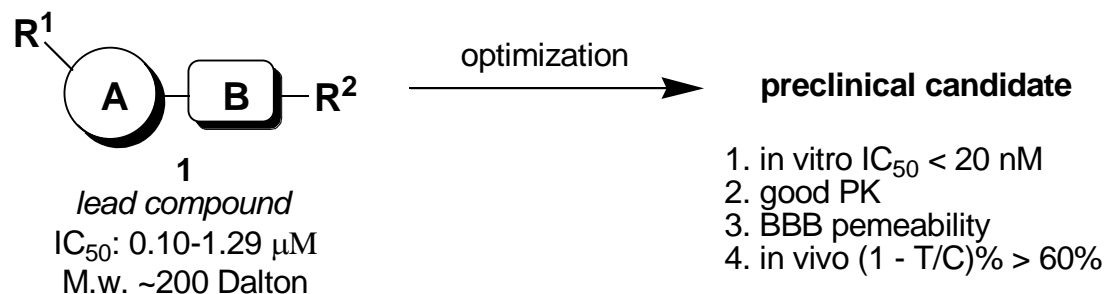 R¹
A B R²
1
lead compound
IC₅₀: 0.10-1.29 μM
M.w. ~200 Dalton
optimization
preclinical candidate
1. in vitro IC₅₀ < 20 nM
2. good PK
3. BBB pemeability
4. in vivo (1 - T/C)% > 60%